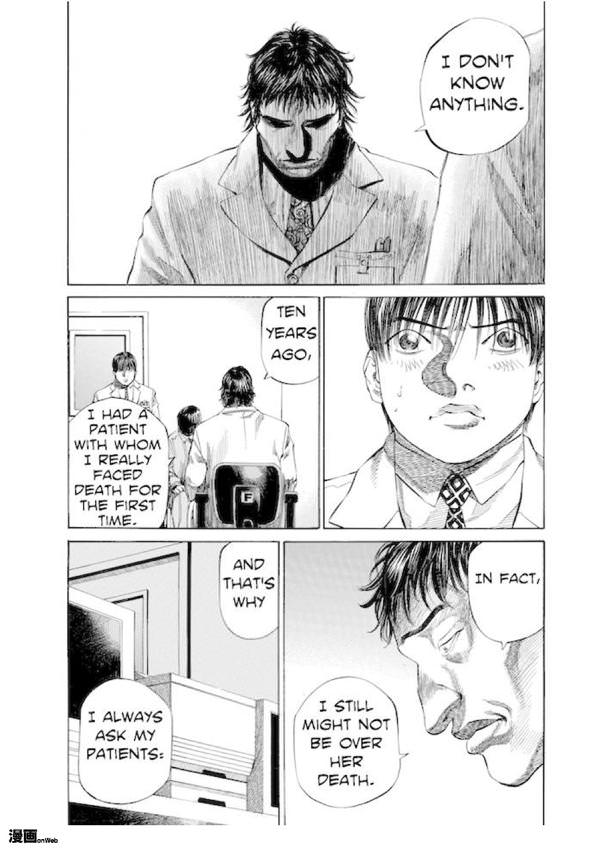 I DON'T
KNOW
ANYTHING.
TEN
YEARS
AGO,
I HAD A
PATIENT
WITH WHOM
I REALLY
FACED
DEATH FOR
THE FIRST
TIME.
F
IN FACT,
I STILL
MIGHT NOT
BE OVER
HER
DEATH.
AND
THAT'S
WHY
I ALWAYS
ASK MY
PATIENTS:
漫画onWeb